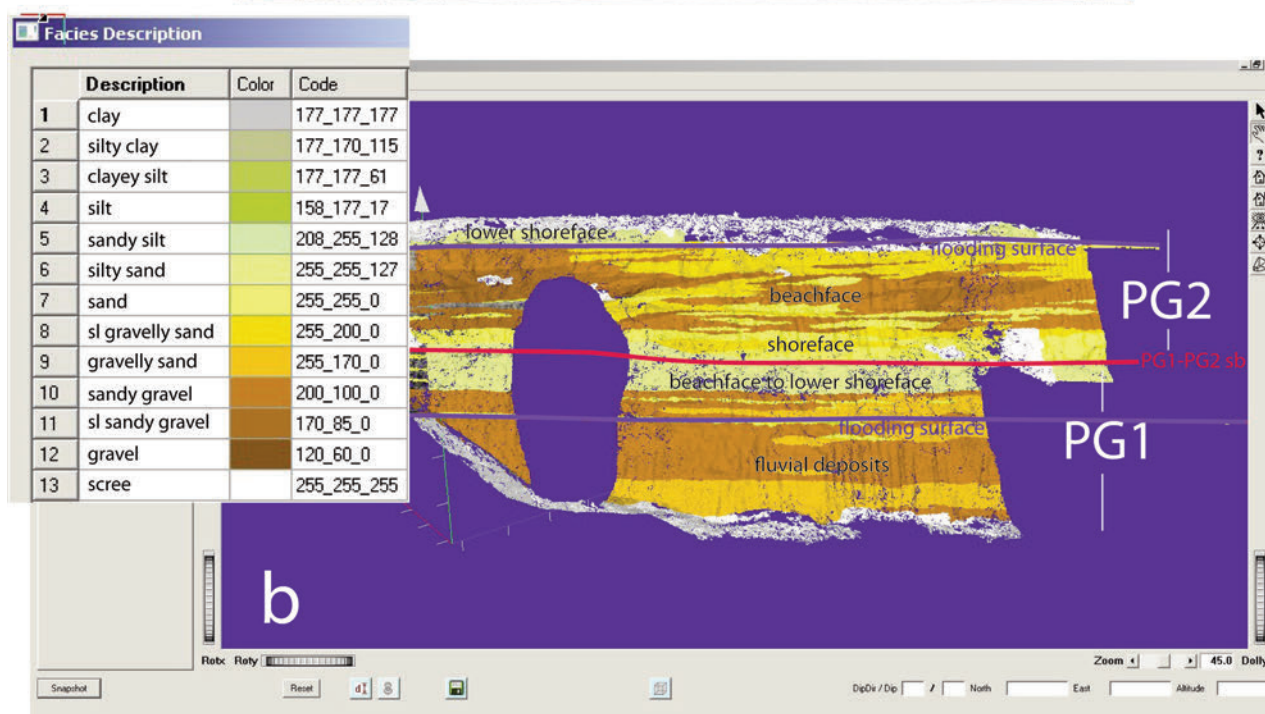 Facies Description
Description Color Code
1 clay 177_177_177
2 silty clay 177_170_115
3 clayey silt 177_177_61
4 silt 158_177_17
5 sandy silt 208_255_128
6 silty sand 255_255_127
7 sand 255_255_0
8 sl gravelly sand 255_200_0
9 gravelly sand 255_170_0
10 sandy gravel 200_100_0
11 sl sandy gravel 170_85_0
12 gravel 120_60_0
13 scree 255_255_255
lower shoreface
flooding surface
beachface
PG2
shoreface
PG1-PG2 sb
beachface to lower shoreface
flooding surface
PG1
fluvial deposits
b
Rotx Roty
Zoom 45.0 Dolly
Snapshot Reset DipDir / Dip / North East Altitude